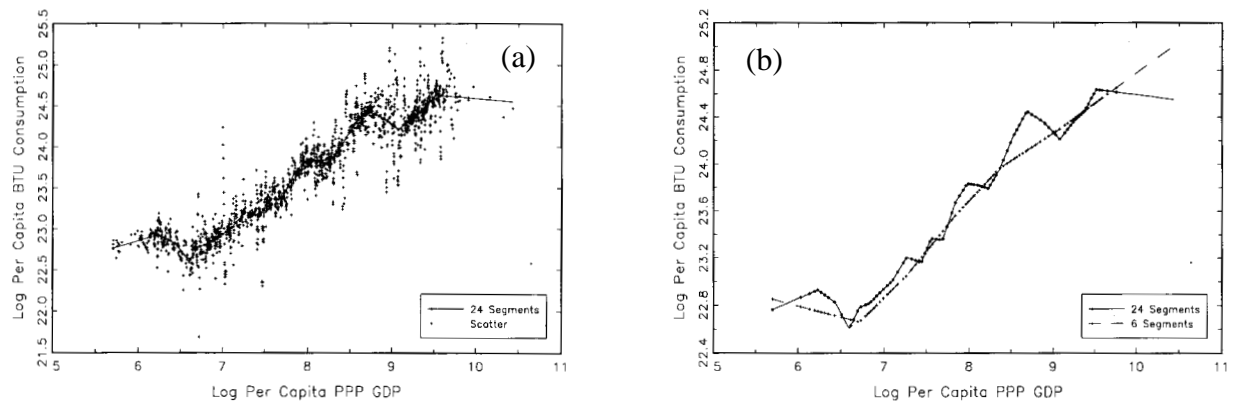 (a)
Log Per Capita BTU Consumption
25.5
25.0
24.5
24.0
23.5
23.0
22.5
22.0
21.5
24 Segments
Scatter
5 6 7 8 9 10 11
Log Per Capita PPP GDP
(b)
Log Per Capita BTU Consumption
25.2
24.8
24.4
24.0
23.6
23.2
22.8
22.4
24 Segments
6 Segments
5 6 7 8 9 10 11
Log Per Capita PPP GDP